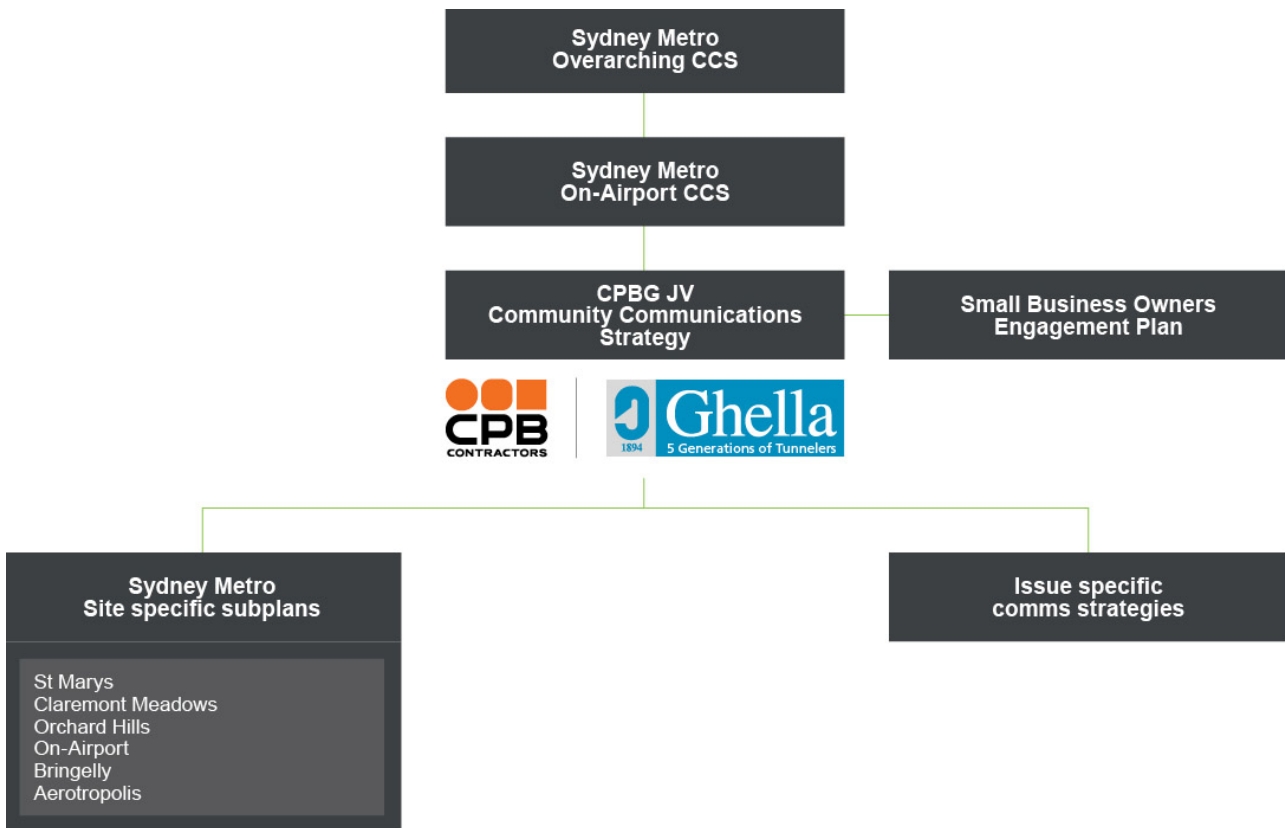 Sydney Metro
Overarching CCS
Sydney Metro
On-Airport CCS
CPBG JV
Community Communications
Strategy
Small Business Owners
Engagement Plan
CPB
CONTRACTORS
Ghella
1894
5 Generations of Tunnelers
Sydney Metro
Site specific subplans
St Marys
Claremont Meadows
Orchard Hills
On-Airport
Bringelly
Aerotropolis
Issue specific
comms strategies